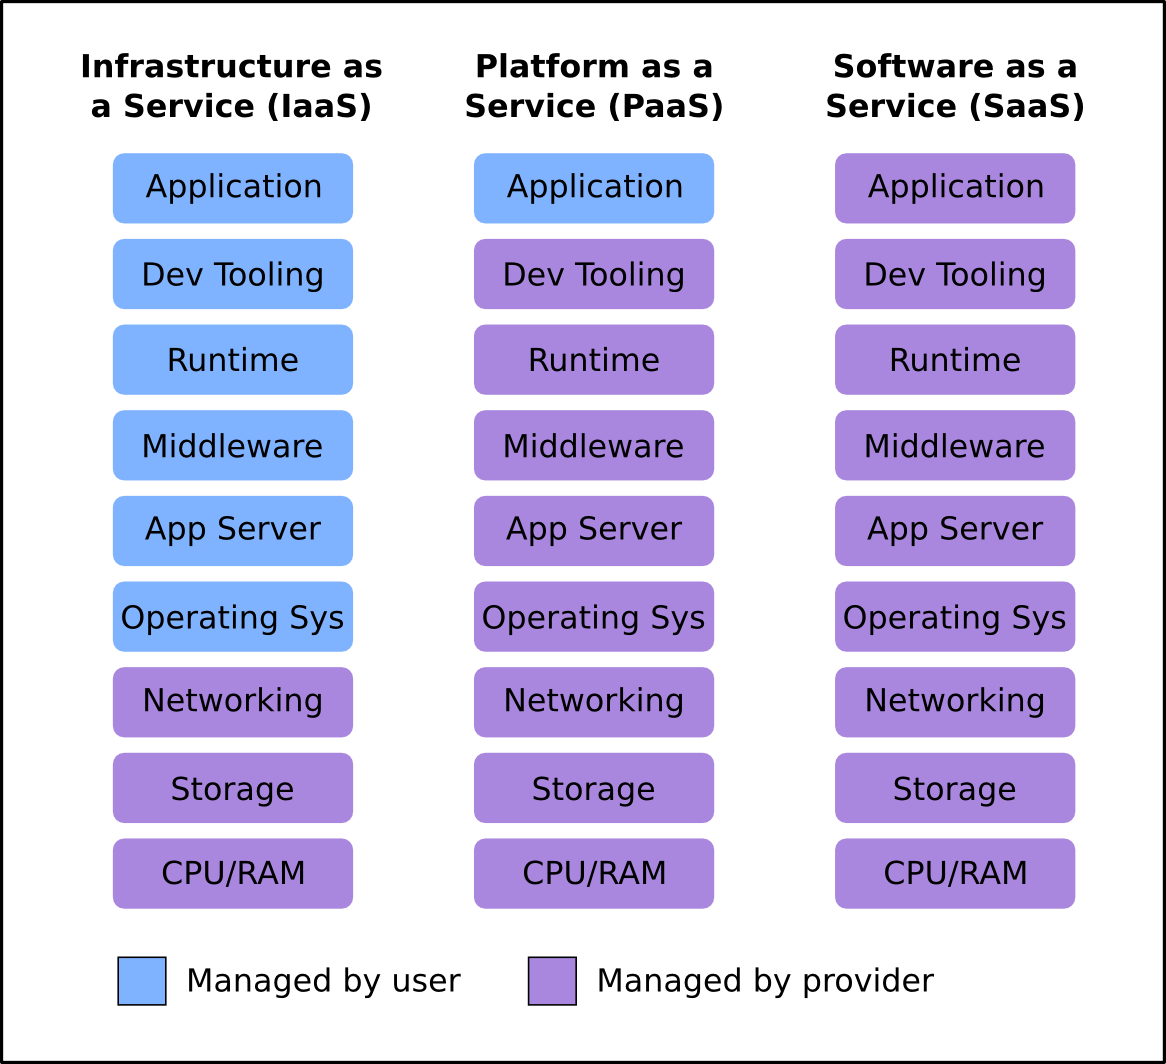 Infrastructure as
a Service (IaaS)
Application
Dev Tooling
Runtime
Middleware
App Server
Operating Sys
Networking
Storage
CPU/RAM
Platform as a
Service (PaaS)
Application
Dev Tooling
Runtime
Middleware
App Server
Operating Sys
Networking
Storage
CPU/RAM
Software as a
Service (SaaS)
Application
Dev Tooling
Runtime
Middleware
App Server
Operating Sys
Networking
Storage
CPU/RAM
Managed by user
Managed by provider